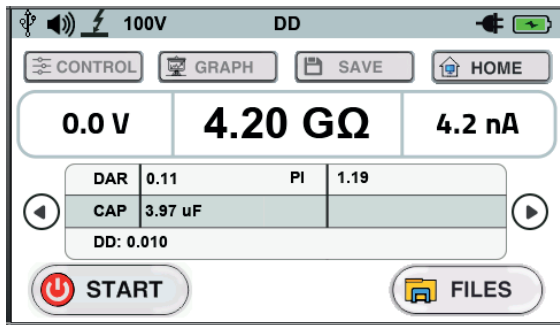 100V DD
CONTROL GRAPH SAVE HOME
0.0 V 4.20 GΩ 4.2 nA
DAR 0.11 PI 1.19
CAP 3.97 uF
DD: 0.010
START FILES